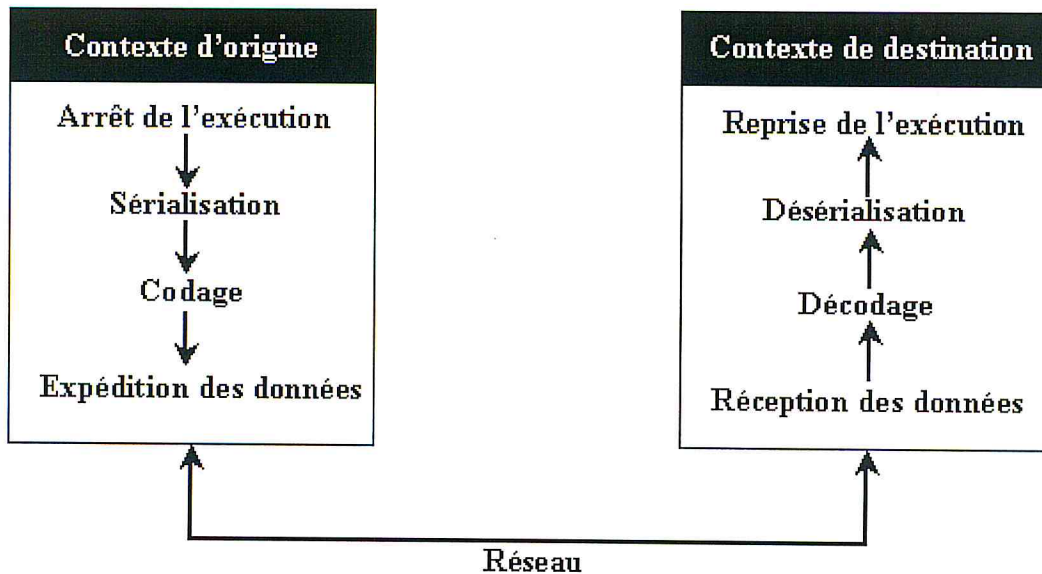 Contexte d'origine
Arrêt de l'exécution
Sérialisation
Codage
Expédition des données
Contexte de destination
Reprise de l'exécution
Désérialisation
Décodage
Réception des données
Réseau